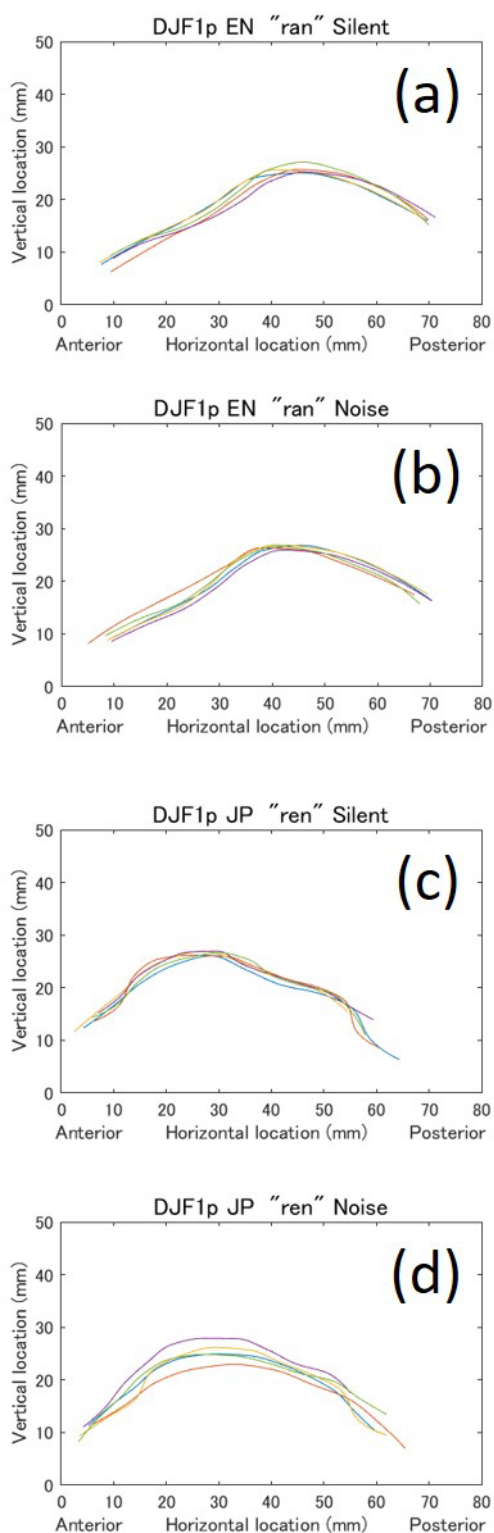 DJF1p EN "ran" Silent
(a)
Vertical location (mm)
50
40
30
20
10
0
0 10 20 30 40 50 60 70 80
Anterior Horizontal location (mm) Posterior
DJF1p EN "ran" Noise
(b)
Vertical location (mm)
50
40
30
20
10
0
0 10 20 30 40 50 60 70 80
Anterior Horizontal location (mm) Posterior
DJF1p JP "ren" Silent
(c)
Vertical location (mm)
50
40
30
20
10
0
0 10 20 30 40 50 60 70 80
Anterior Horizontal location (mm) Posterior
DJF1p JP "ren" Noise
(d)
Vertical location (mm)
50
40
30
20
10
0
0 10 20 30 40 50 60 70 80
Anterior Horizontal location (mm) Posterior